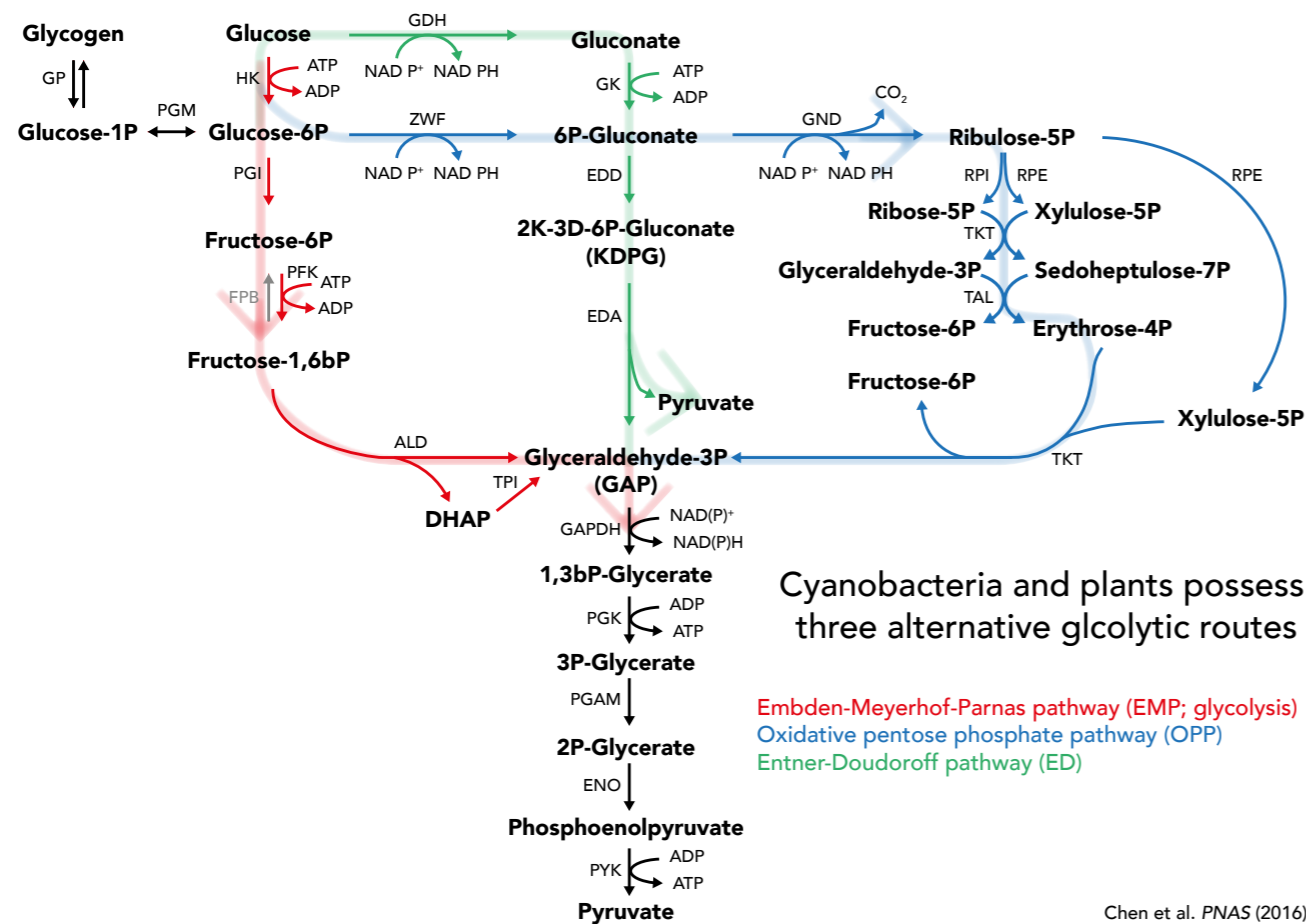 Glycogen
GP
Glucose-1P
PGM
Glucose
HK
ATP
ADP
GDH
NAD P⁺ NAD PH
Gluconate
GK
ATP
ADP
Glucose-6P
ZWF
NAD P⁺ NAD PH
6P-Gluconate
GND
CO₂
NAD P⁺ NAD PH
Ribulose-5P
PGI
EDD
RPI
RPE
RPE
Ribose-5P
Xylulose-5P
TKT
Fructose-6P
2K-3D-6P-Gluconate
(KDPG)
Glyceraldehyde-3P
Sedoheptulose-7P
FPB
PFK
ATP
ADP
EDA
TAL
Fructose-6P
Erythrose-4P
Fructose-1,6bP
Fructose-6P
Pyruvate
Xylulose-5P
ALD
Glyceraldehyde-3P
(GAP)
TKT
TPI
DHAP
GAPDH
NAD(P)⁺
NAD(P)H
1,3bP-Glycerate
PGK
ADP
ATP
3P-Glycerate
PGAM
2P-Glycerate
ENO
Phosphoenolpyruvate
PYK
ADP
ATP
Pyruvate
Cyanobacteria and plants possess
three alternative glcolytic routes
Embden-Meyerhof-Parnas pathway (EMP; glycolysis)
Oxidative pentose phosphate pathway (OPP)
Entner-Doudoroff pathway (ED)
Chen et al. PNAS (2016)